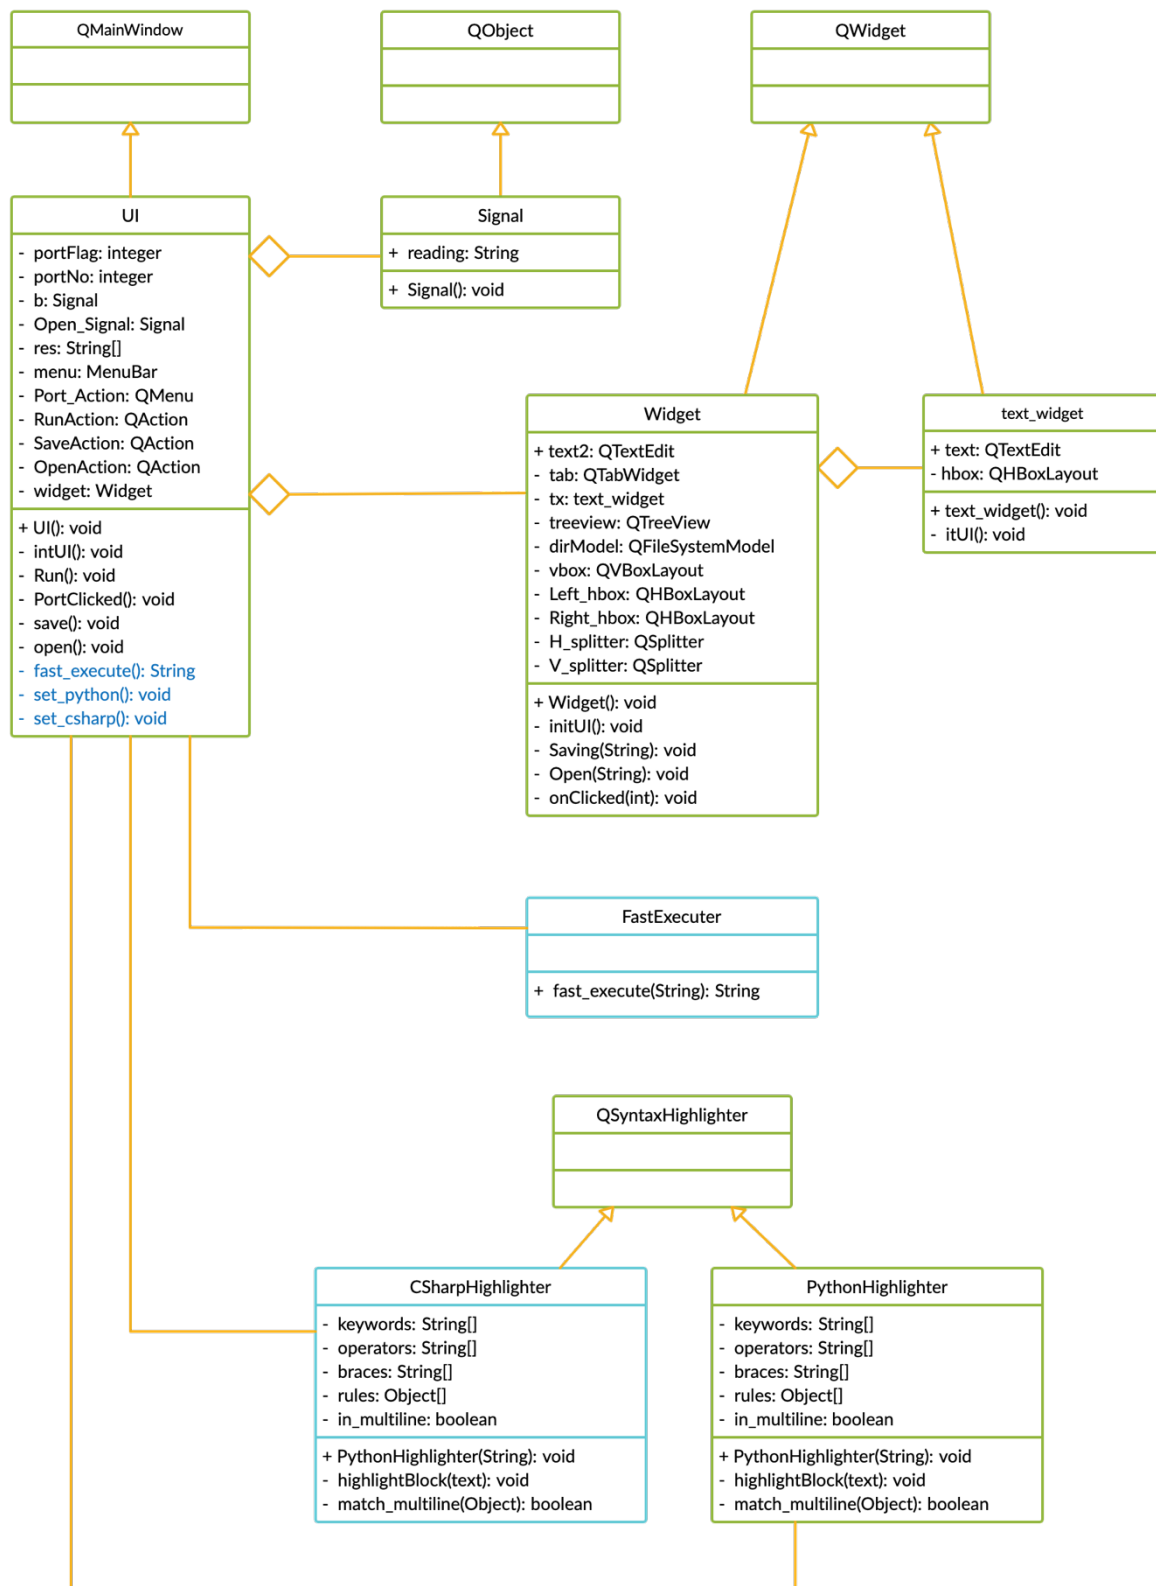 QMainWindow
QObject
QWidget
UI
- portFlag: integer
- portNo: integer
- b: Signal
- Open_Signal: Signal
- res: String[]
- menu: MenuBar
- Port_Action: QMenu
- RunAction: QAction
- SaveAction: QAction
- OpenAction: QAction
- widget: Widget
+ UI(): void
- intUI(): void
- Run(): void
- PortClicked(): void
- save(): void
- open(): void
- fast_execute(): String
- set_python(): void
- set_csharp(): void
Signal
+ reading: String
+ Signal(): void
Widget
+ text2: QTextEdit
- tab: QTabWidget
- tx: text_widget
- treeview: QTreeView
- dirModel: QFileSystemModel
- vbox: QVBoxLayout
- Left_hbox: QHBoxLayout
- Right_hbox: QHBoxLayout
- H_splitter: QSplitter
- V_splitter: QSplitter
+ Widget(): void
- initUI(): void
- Saving(String): void
- Open(String): void
- onClicked(int): void
text_widget
+ text: QTextEdit
- hbox: QHBoxLayout
+ text_widget(): void
- itUI(): void
FastExecuter
+ fast_execute(String): String
QSyntaxHighlighter
CSharpHighlighter
- keywords: String[]
- operators: String[]
- braces: String[]
- rules: Object[]
- in_multiline: boolean
+ PythonHighlighter(String): void
- highlightBlock(text): void
- match_multiline(Object): boolean
PythonHighlighter
- keywords: String[]
- operators: String[]
- braces: String[]
- rules: Object[]
- in_multiline: boolean
+ PythonHighlighter(String): void
- highlightBlock(text): void
- match_multiline(Object): boolean